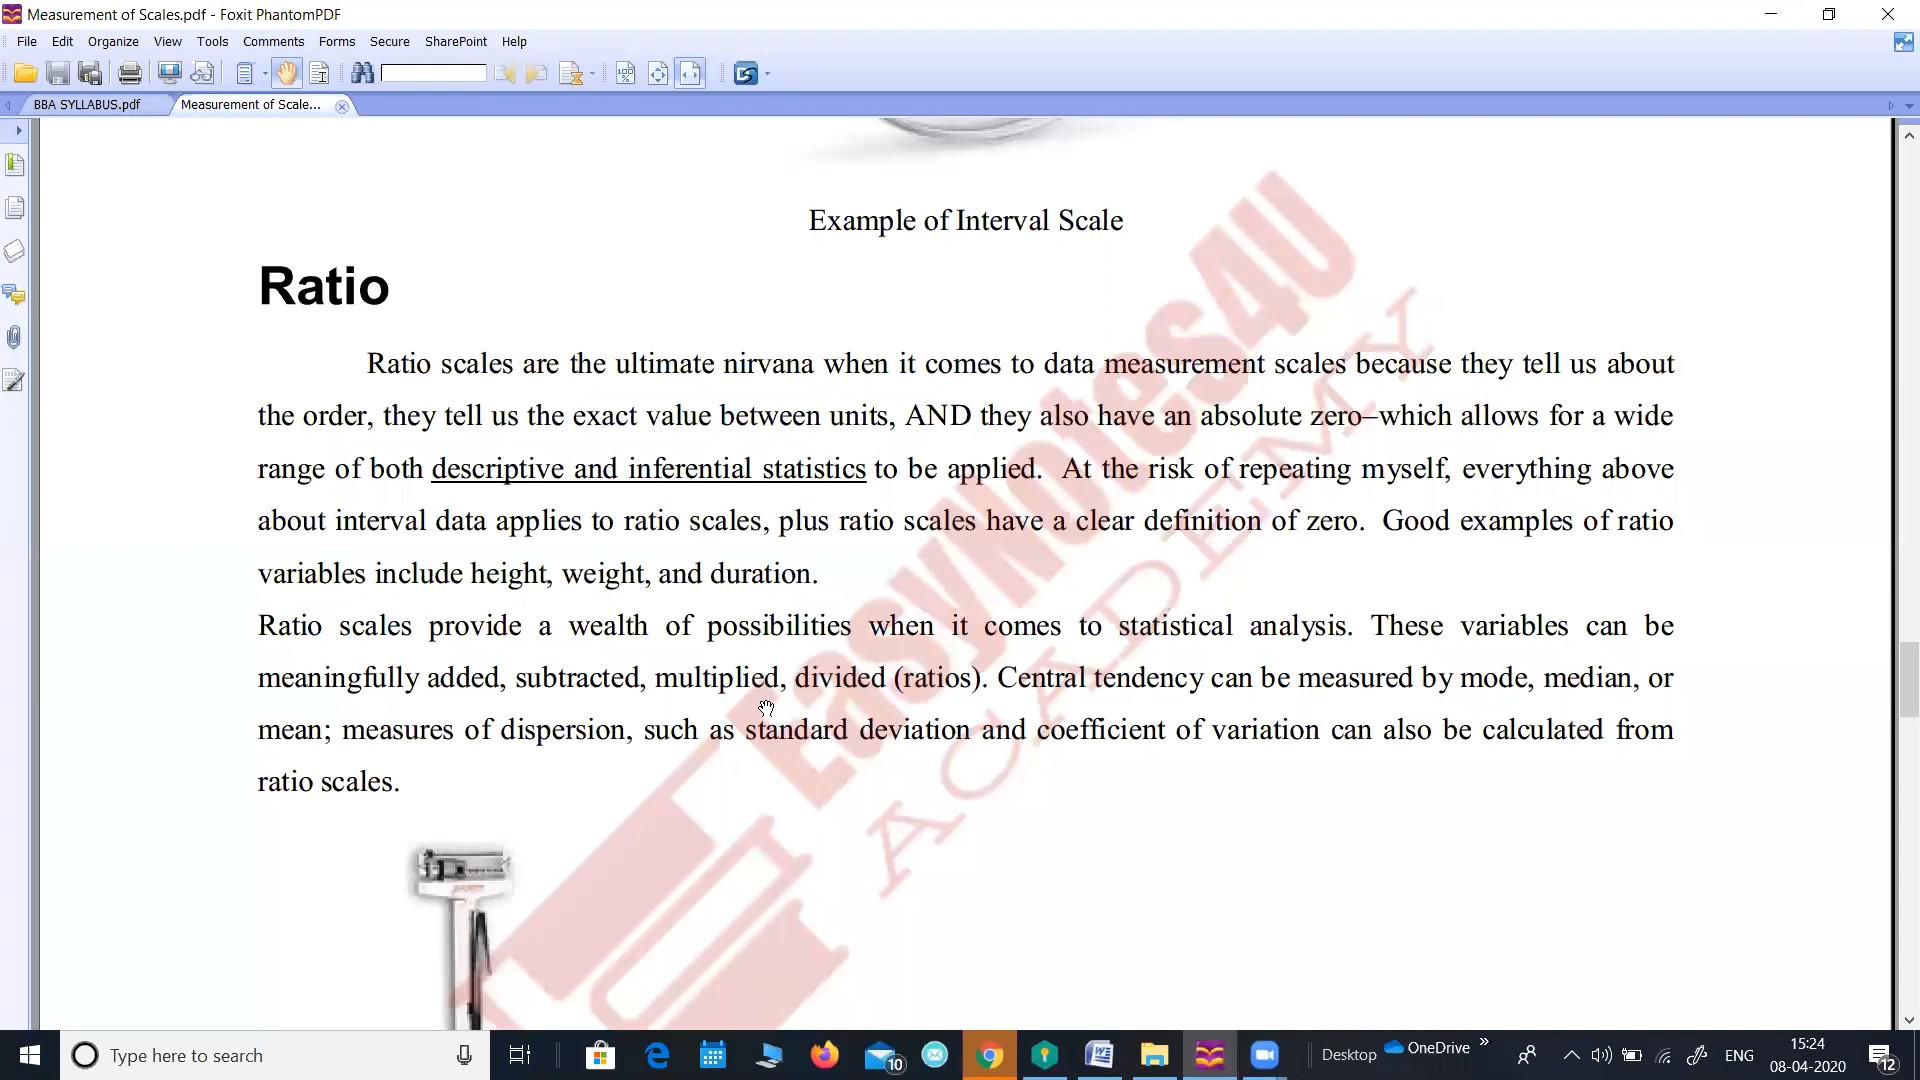 Measurement of Scales.pdf - Foxit PhantomPDF
File Edit Organize View Tools Comments Forms Secure SharePoint Help
BBA SYLLABUS.pdf Measurement of Scale...
Example of Interval Scale
Ratio
Ratio scales are the ultimate nirvana when it comes to data measurement scales because they tell us about
the order, they tell us the exact value between units, AND they also have an absolute zero–which allows for a wide
range of both descriptive and inferential statistics to be applied. At the risk of repeating myself, everything above
about interval data applies to ratio scales, plus ratio scales have a clear definition of zero. Good examples of ratio
variables include height, weight, and duration.
Ratio scales provide a wealth of possibilities when it comes to statistical analysis. These variables can be
meaningfully added, subtracted, multiplied, divided (ratios). Central tendency can be measured by mode, median, or
mean; measures of dispersion, such as standard deviation and coefficient of variation can also be calculated from
ratio scales.
EasyNotes4U
ACADEMY
Type here to search
10
Desktop OneDrive »
ENG
15:24
08-04-2020
12